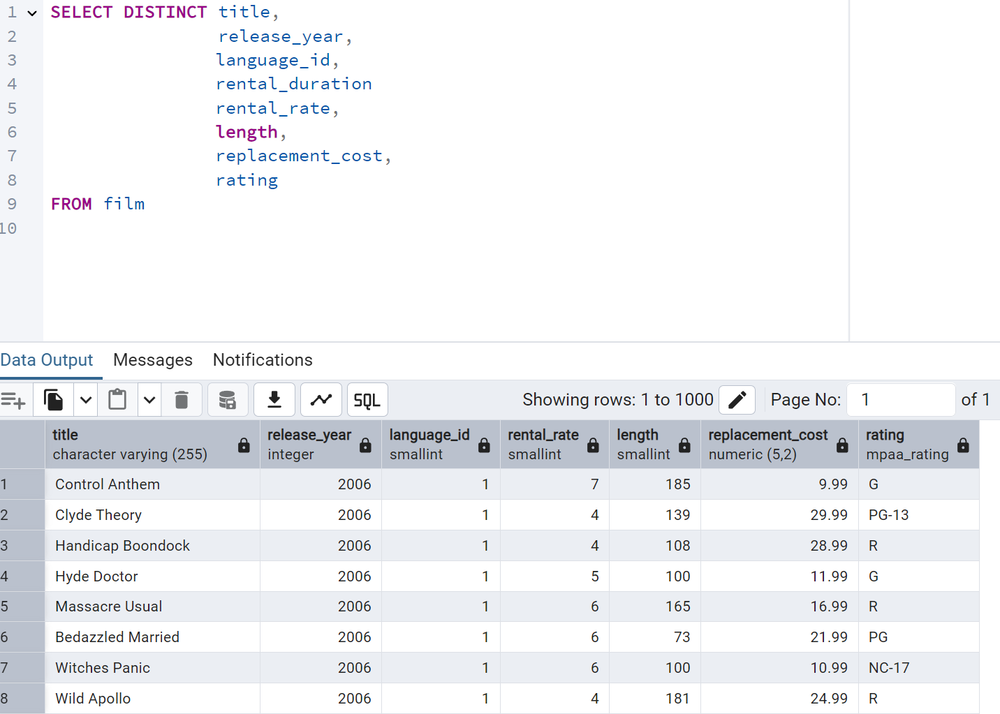 1 SELECT DISTINCT title,
2 release_year,
3 language_id,
4 rental_duration
5 rental_rate,
6 length,
7 replacement_cost,
8 rating
9 FROM film
10
Data Output Messages Notifications
SQL Showing rows: 1 to 1000 Page No: 1 of 1
title release_year language_id rental_rate length replacement_cost rating
character varying (255) integer smallint smallint smallint numeric (5,2) mpaa_rating
1 Control Anthem 2006 1 7 185 9.99 G
2 Clyde Theory 2006 1 4 139 29.99 PG-13
3 Handicap Boondock 2006 1 4 108 28.99 R
4 Hyde Doctor 2006 1 5 100 11.99 G
5 Massacre Usual 2006 1 6 165 16.99 R
6 Bedazzled Married 2006 1 6 73 21.99 PG
7 Witches Panic 2006 1 6 100 10.99 NC-17
8 Wild Apollo 2006 1 4 181 24.99 R